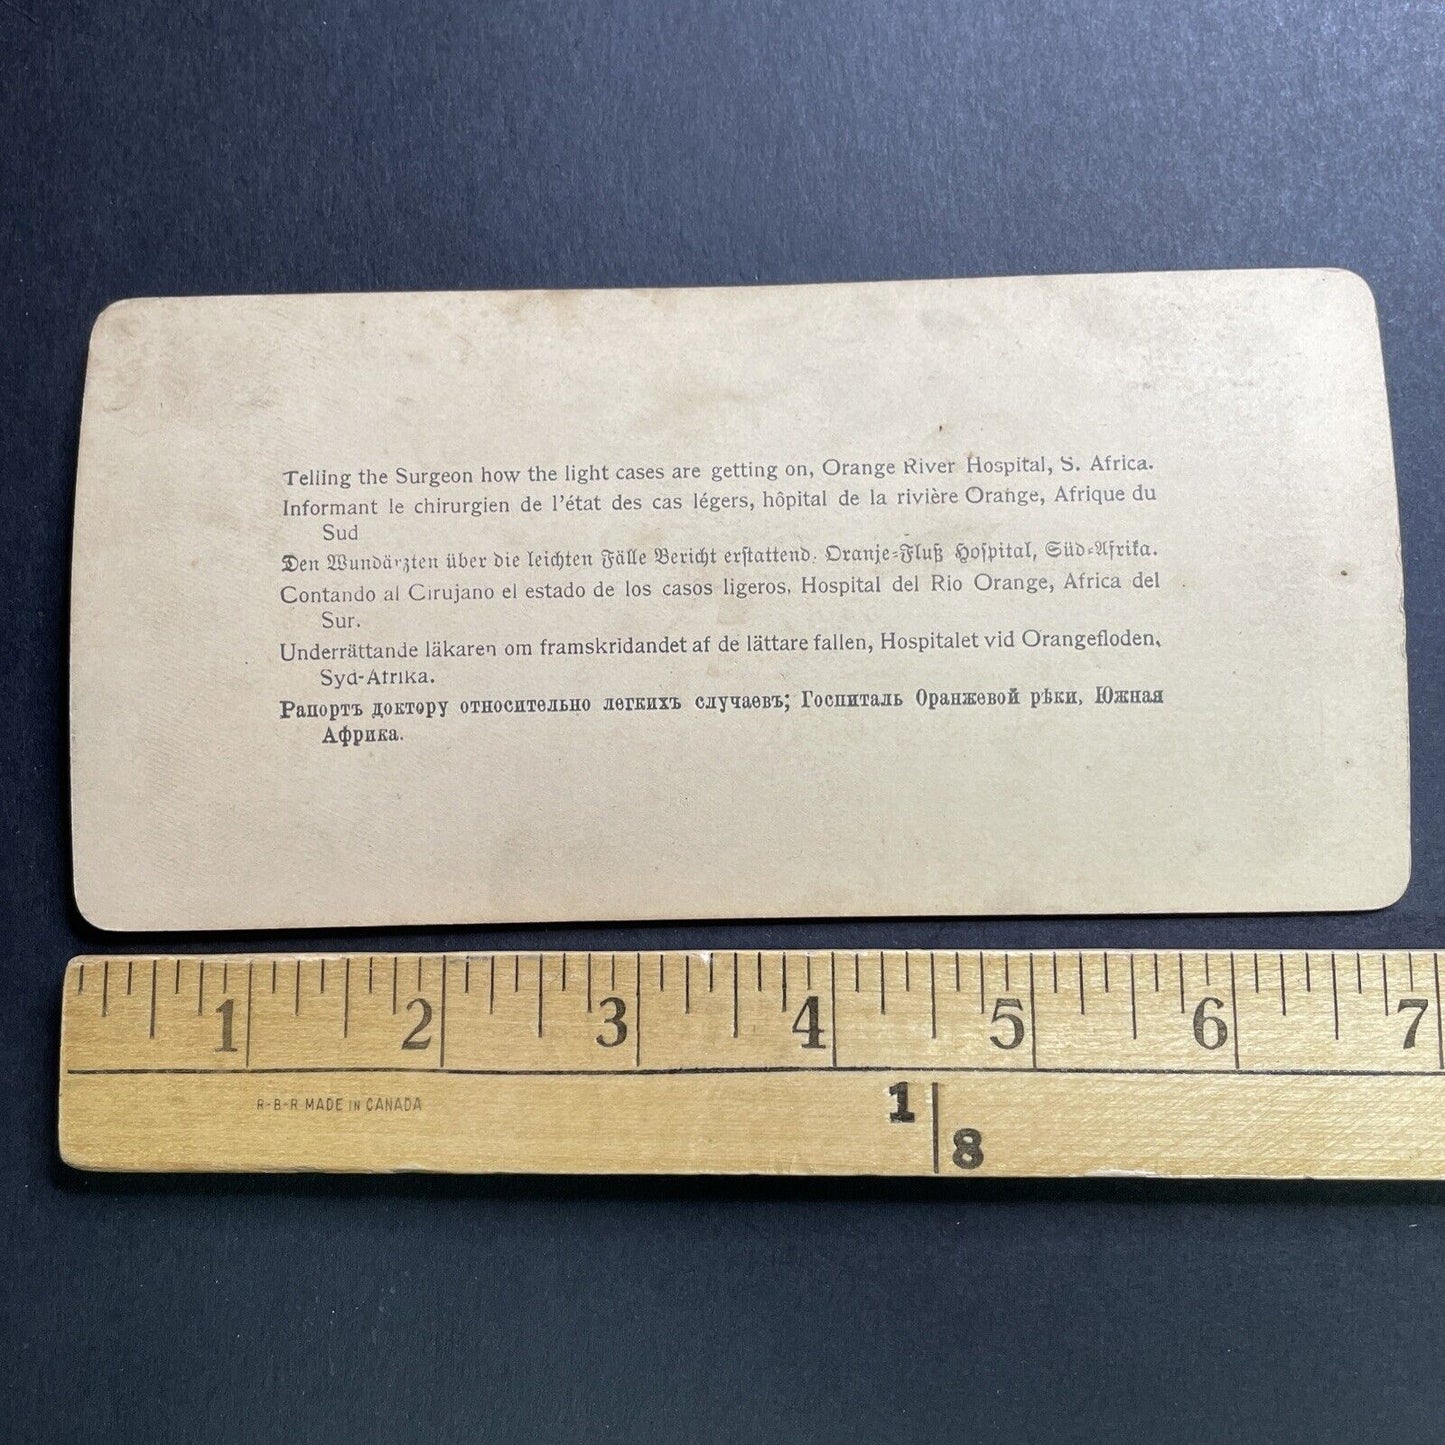 Telling the Surgeon how the light cases are getting on, Orange River Hospital, S. Africa.
Informant le chirurgien de l'état des cas légers, hôpital de la rivière Orange, Afrique du
Sud
Den Wundärzten über die leichten Fälle Bericht erstattend. Oranje-Fluß Hospital, Süd-Afrika.
Contando al Cirujano el estado de los casos ligeros, Hospital del Rio Orange, Africa del
Sur.
Underrättande läkaren om framskridandet af de lättare fallen, Hospitalet vid Orangefloden,
Syd-Afrika.
Рапортъ доктору относительно легкихъ случаевъ; Госпиталь Оранжевой рѣки, Южная
Африка.
1 2 3 4 5 6 7
R-B-R MADE IN CANADA
1 8